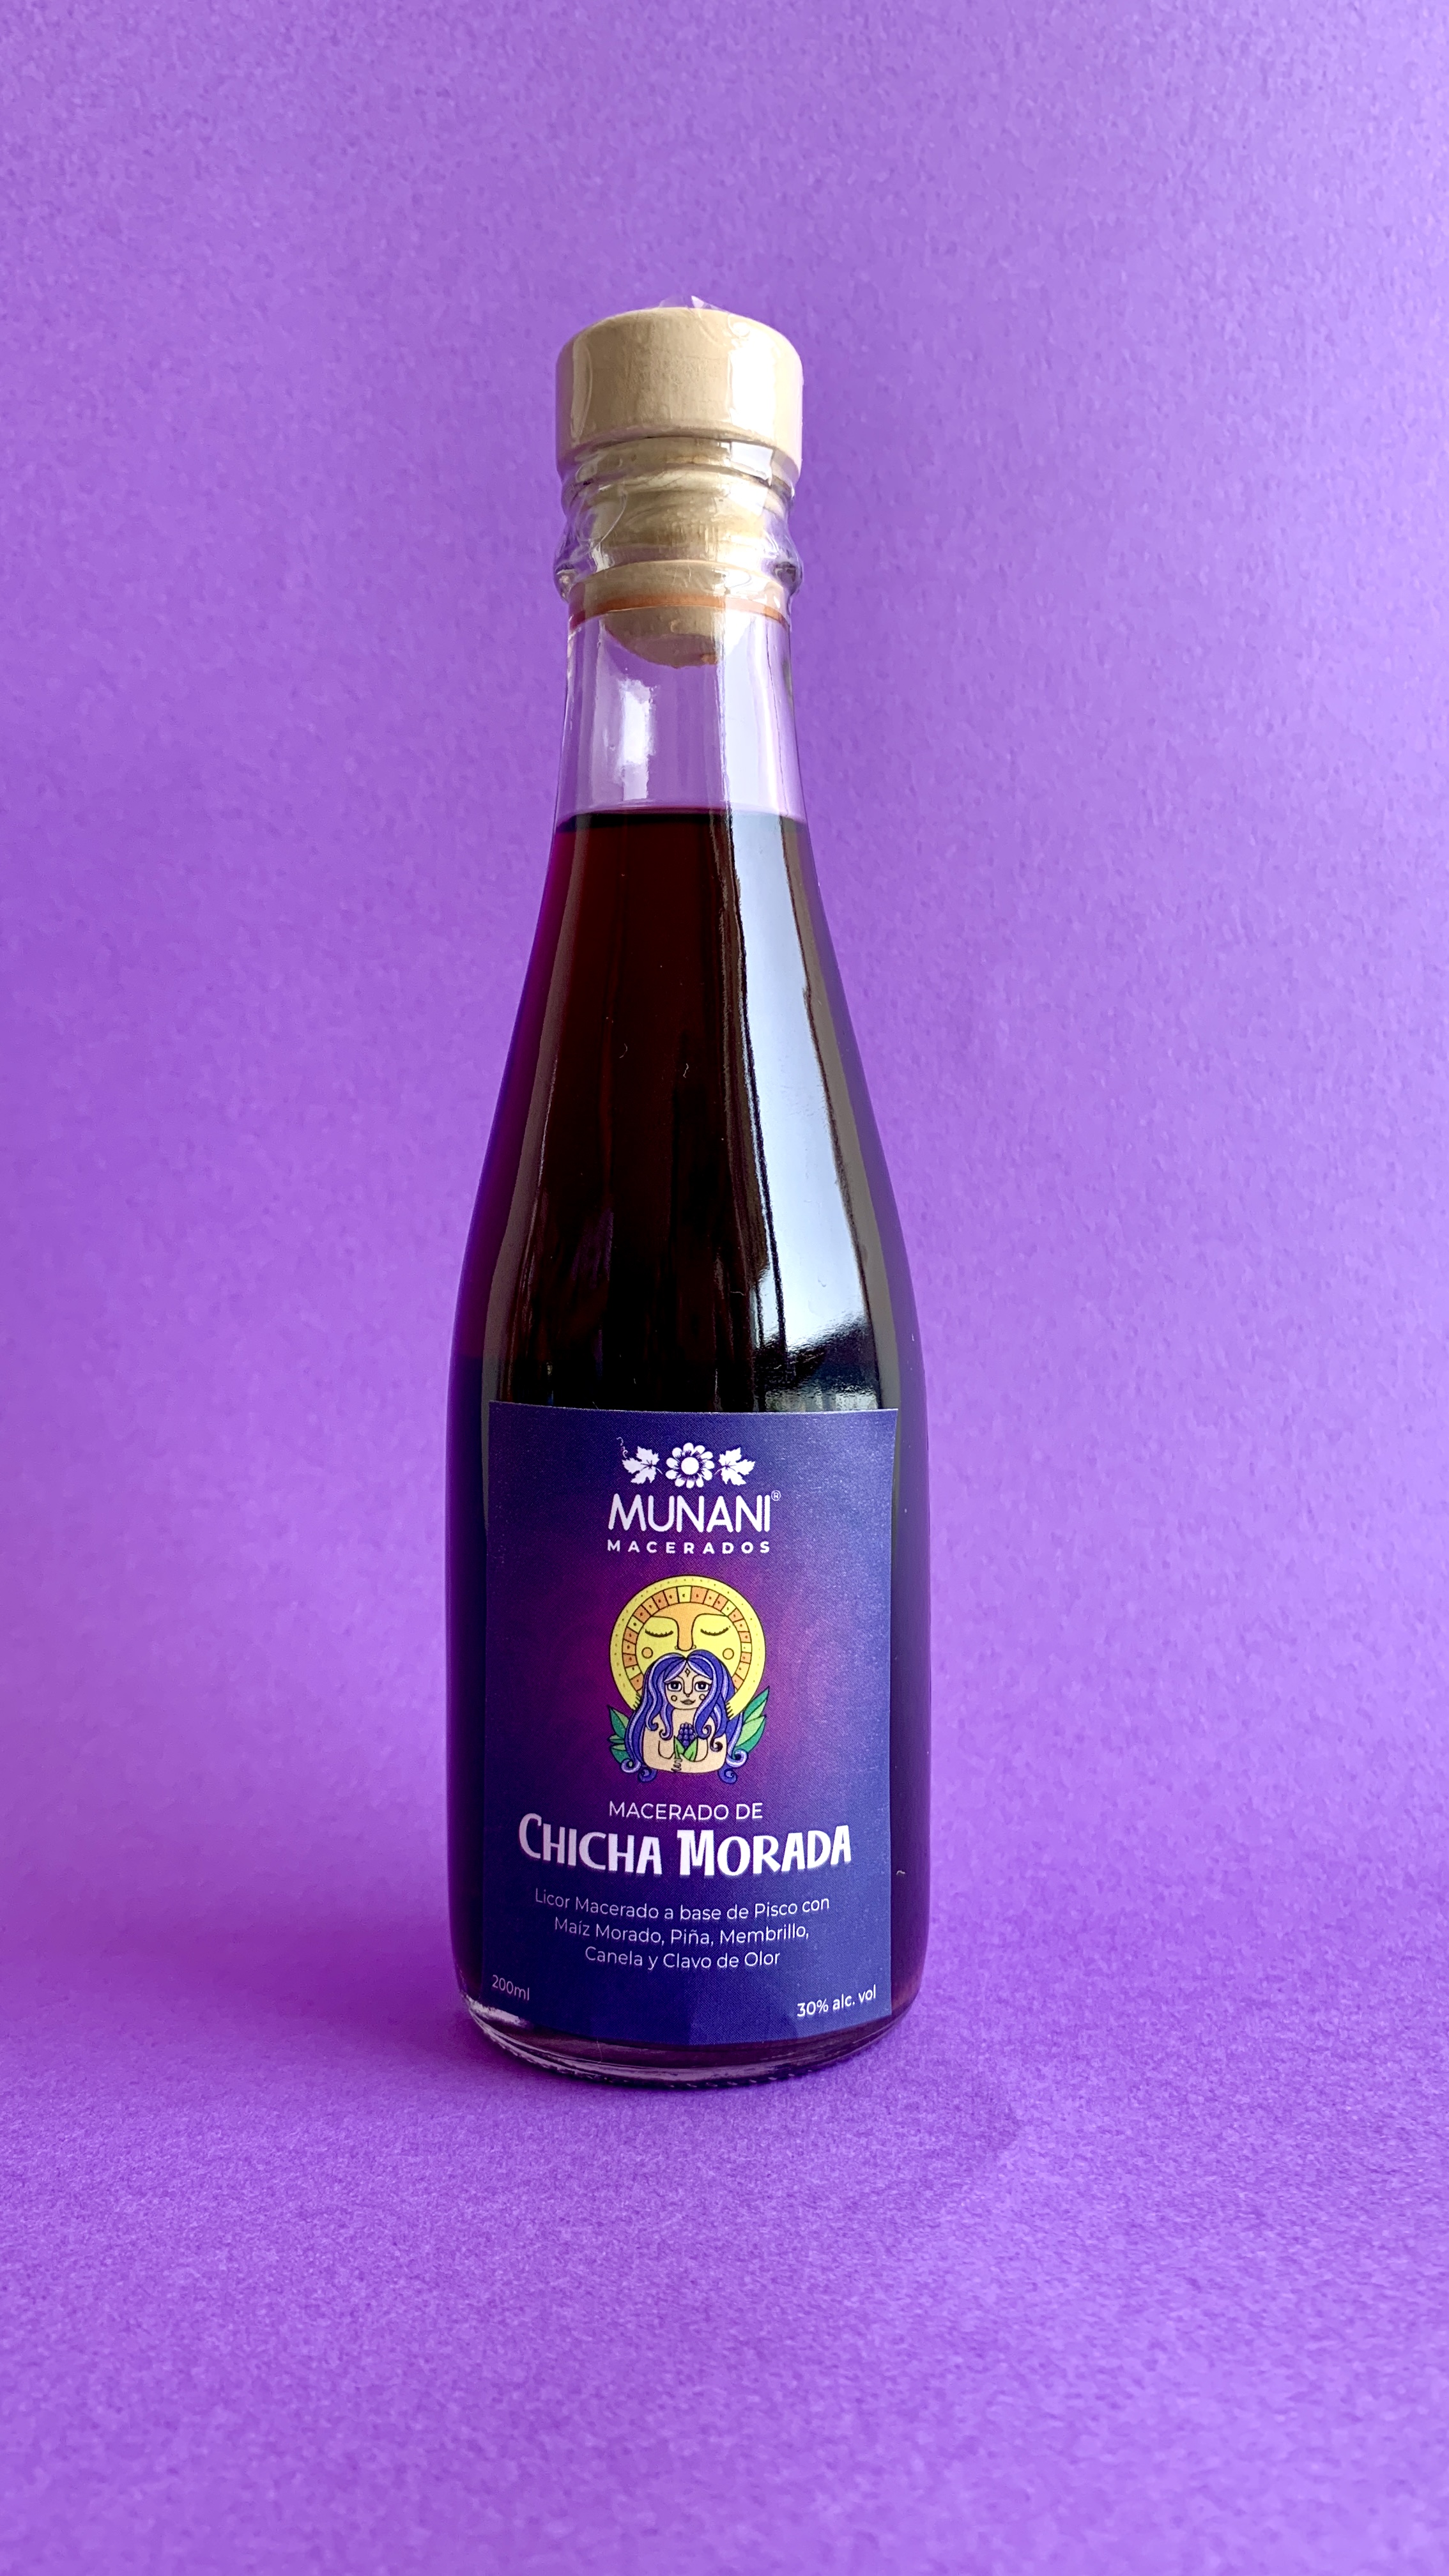 MUNANI®
MACERADOS
MACERADO DE
CHICHA MORADA
Licor Macerado a base de Pisco con
Maíz Morado, Piña, Membrillo,
Canela y Clavo de Olor
200ml
30% alc. vol